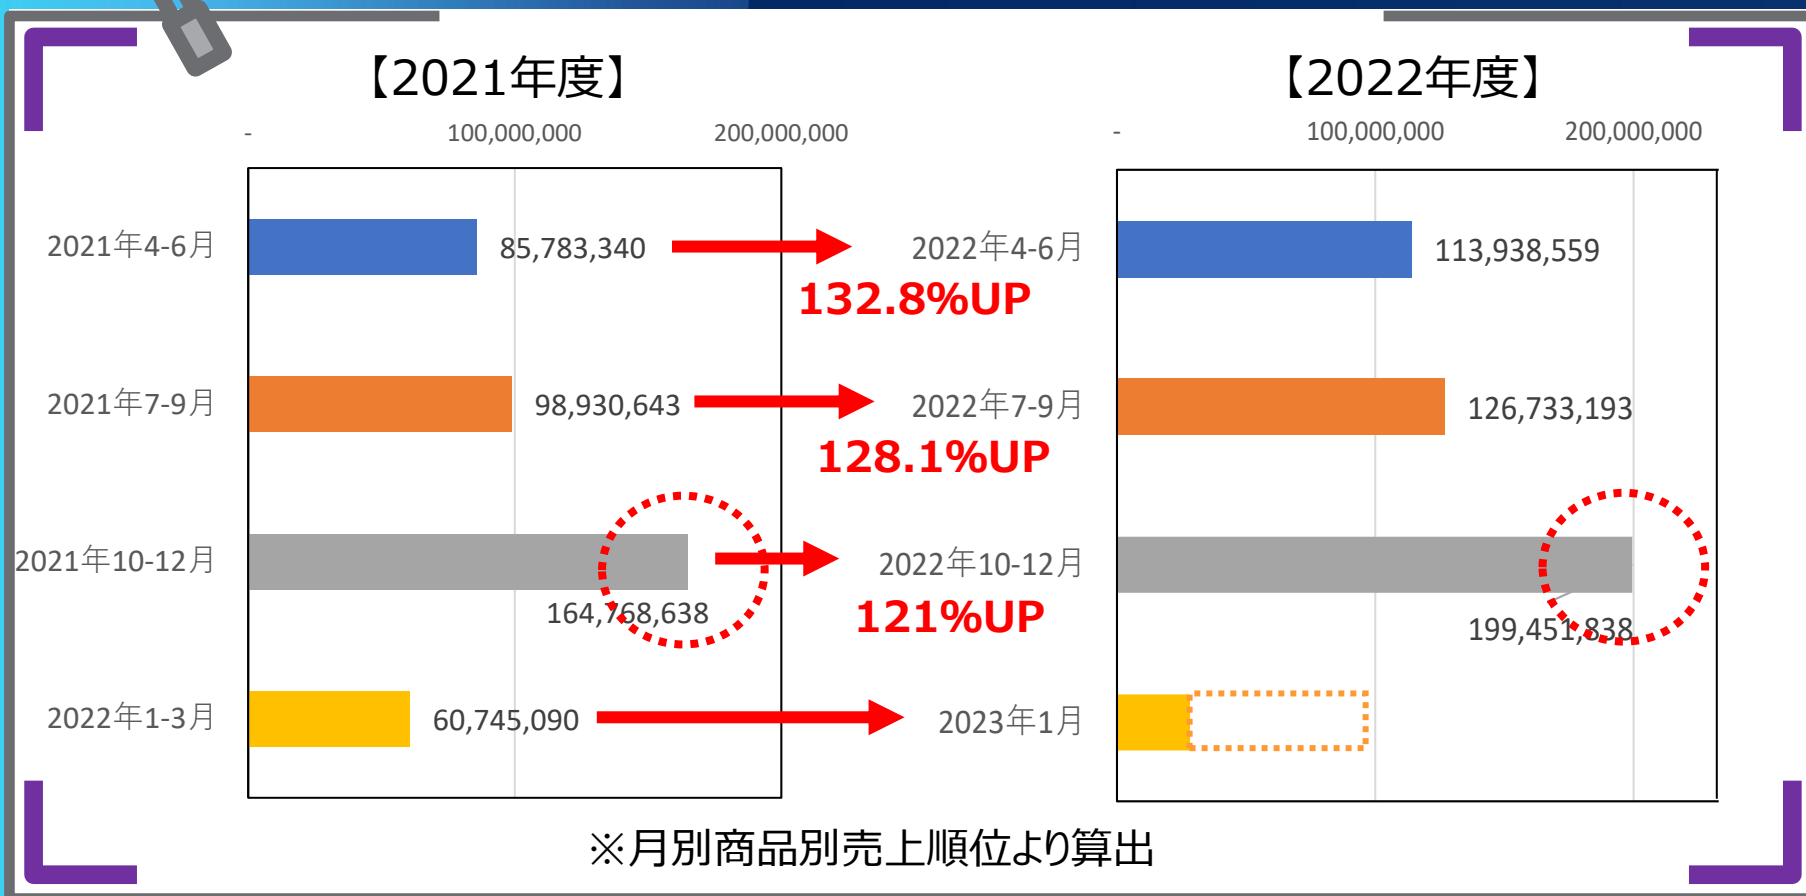 【2021年度】
【2022年度】
- 100,000,000 200,000,000
- 100,000,000 200,000,000
2021年4-6月 85,783,340
2022年4-6月 113,938,559
132.8%UP
2021年7-9月 98,930,643
2022年7-9月 126,733,193
128.1%UP
2021年10-12月 164,768,638
2022年10-12月 199,451,838
121%UP
2022年1-3月 60,745,090
2023年1月
※月別商品別売上順位より算出